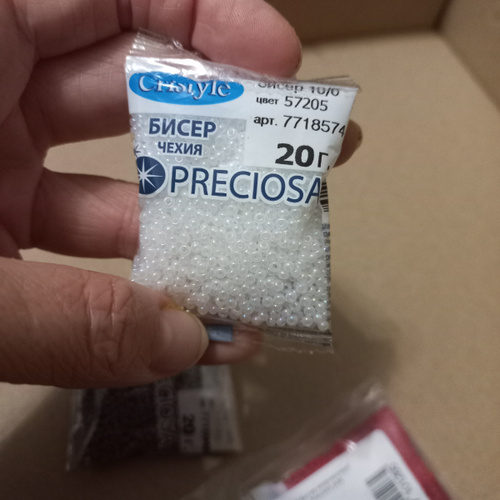 Cristyle
бисер 10/0
цвет 57205
арт. 7718574
БИСЕР
ЧЕХИЯ
20 г.
PRECIOSA
20 г